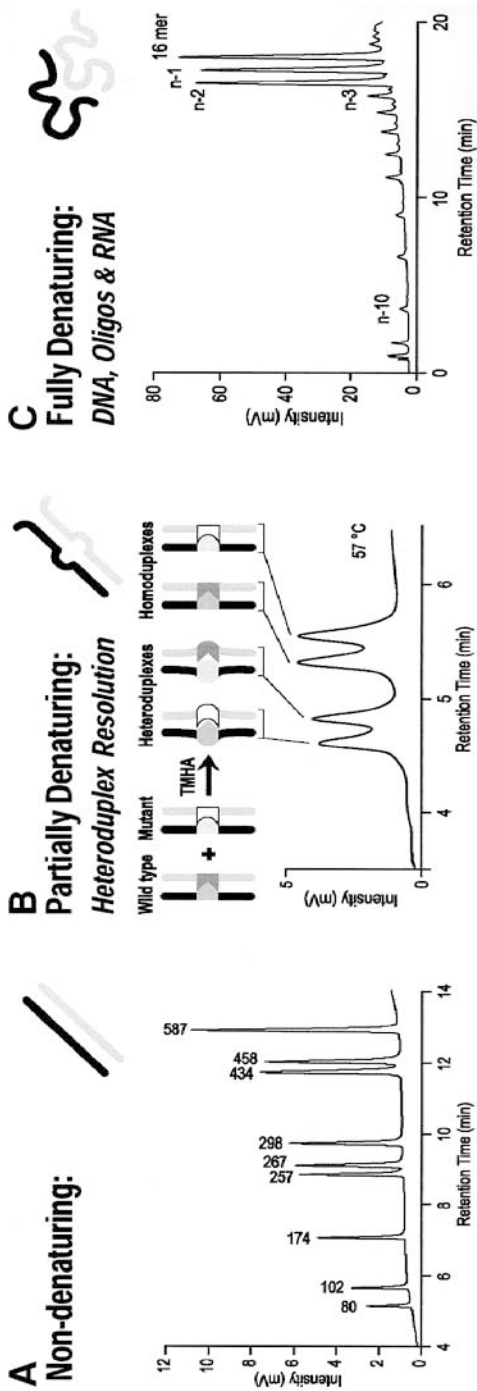 A
Non-denaturing:
12
10
8
6
4
2
0
4
6
8
10
12
14
Retention Time (min)
Intensity (mV)
80
102
174
257
267
298
434
458
587
B
Partially Denaturing:
Heteroduplex Resolution
Wild type
Mutant
+
TMHA
Heteroduplexes
Homoduplexes
5
0
4
5
6
Retention Time (min)
Intensity (mV)
57 °C
C
Fully Denaturing:
DNA, Oligos & RNA
80
60
40
20
0
0
10
20
Retention Time (min)
Intensity (mV)
n-10
n-3
n-2
n-1
16 mer